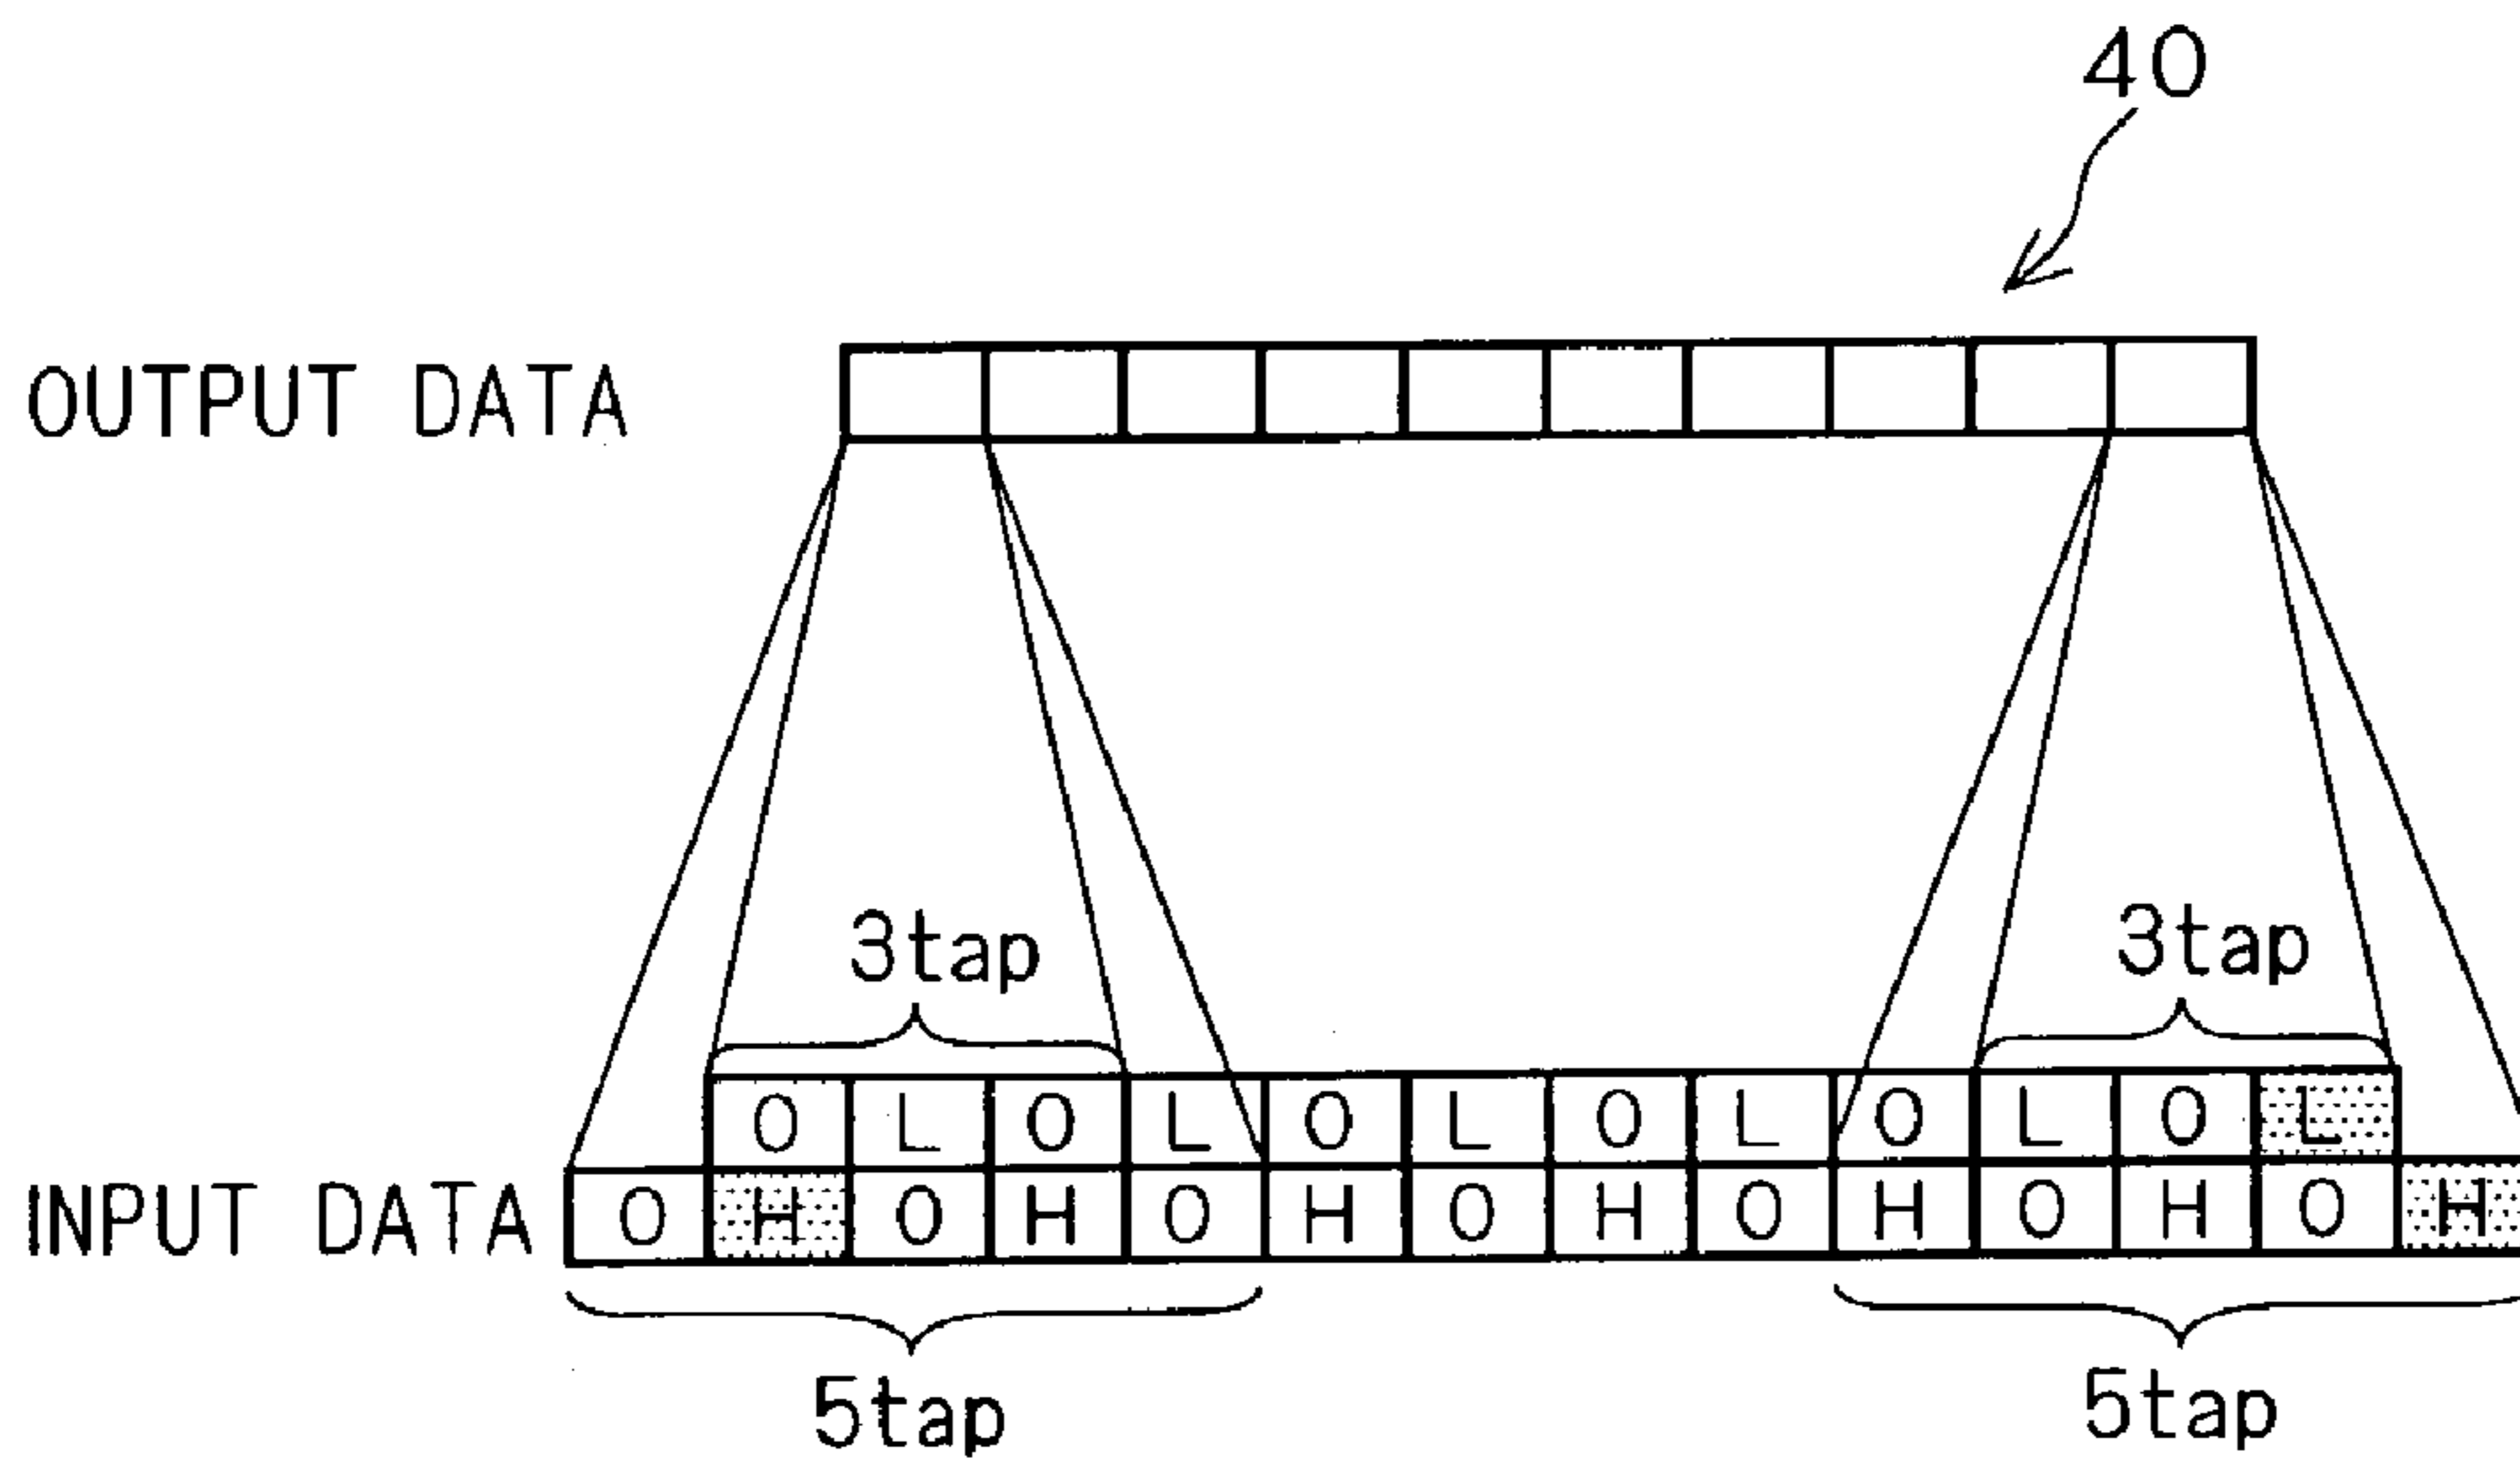 40
OUTPUT DATA
3tap 3tap
O L O L O L O L O L O L
INPUT DATA O H O H O H O H O H O H O H
5tap 5tap